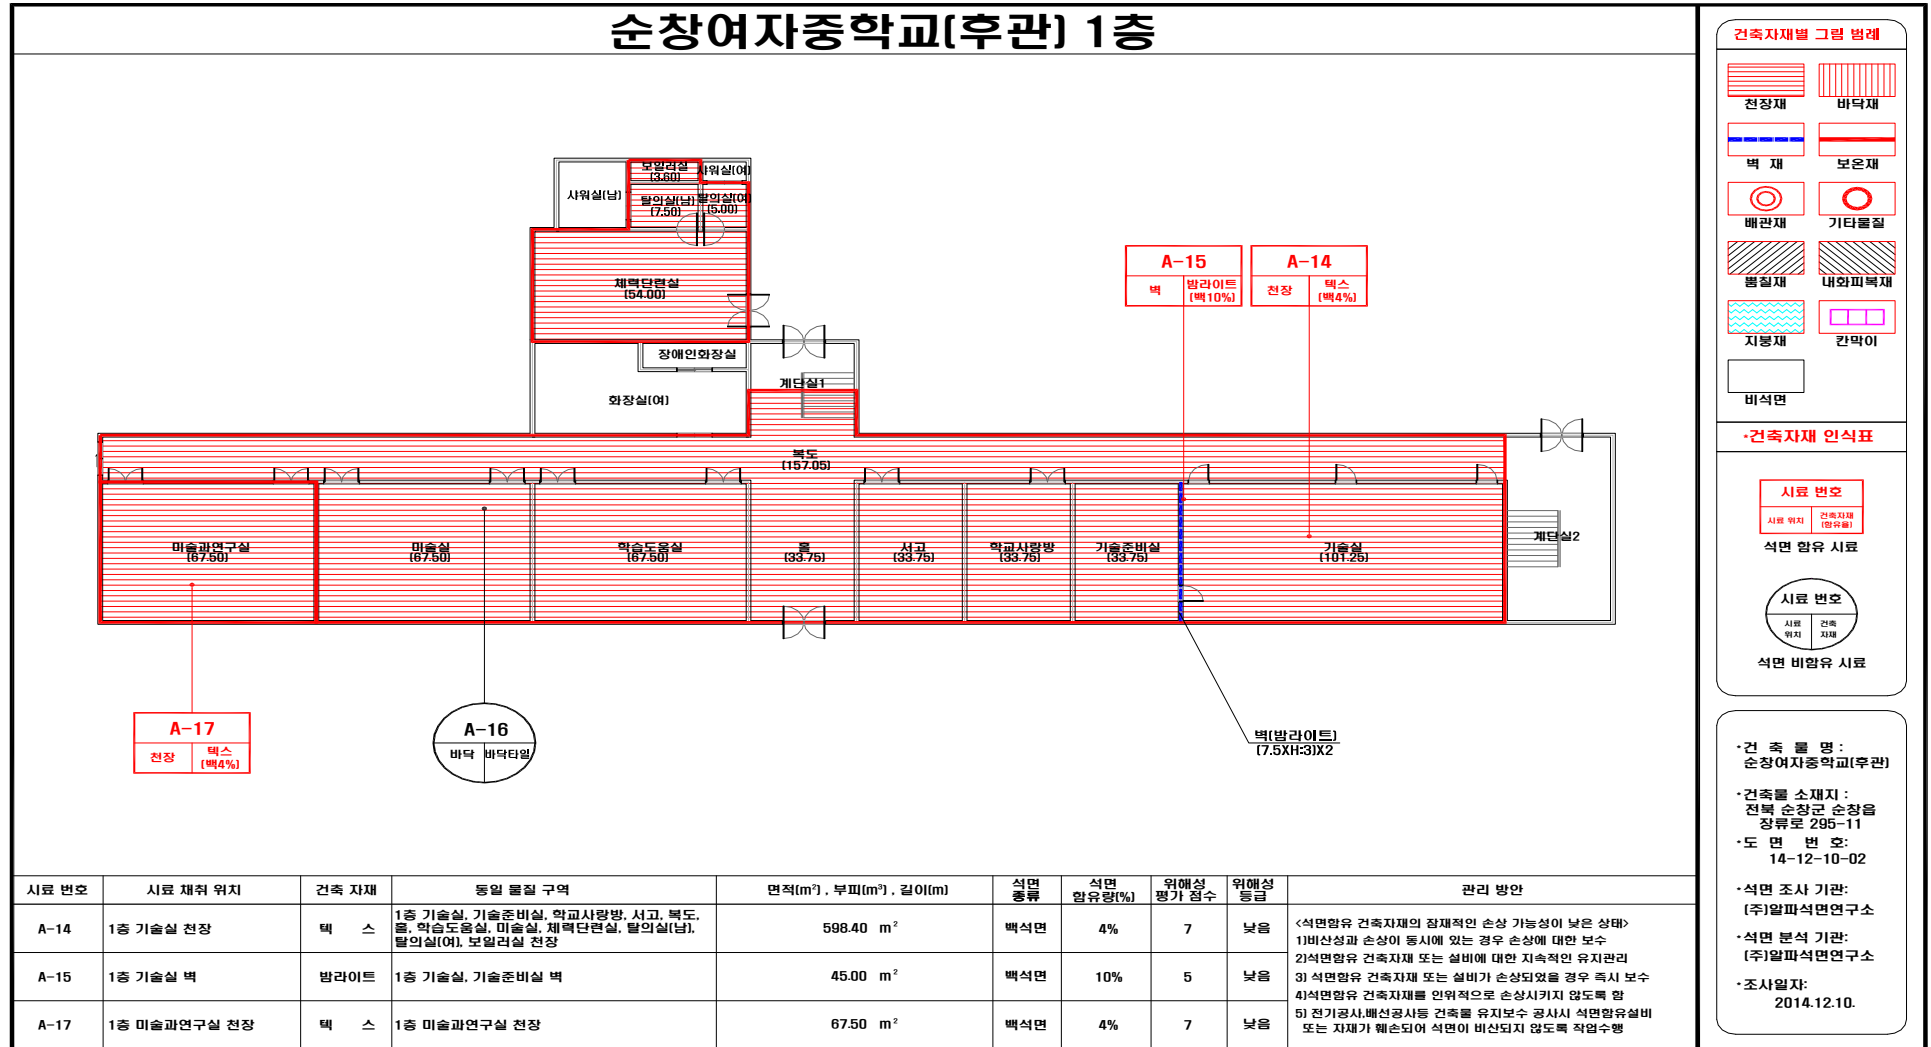 순창여자중학교(후관) 1층
보일러실
(3.60)
샤워실(여)
샤워실(남)
탈의실(남)
(7.50)
탈의실(여)
(5.00)
체력단련실
(54.00)
장애인화장실
계단실1
화장실(여)
복도
(157.05)
A-15
벽
밤라이트
(백10%)
A-14
천장
텍스
(백4%)
미술과연구실
(67.50)
미술실
(67.50)
학습도움실
(67.50)
홀
(33.75)
서고
(33.75)
학교사랑방
(33.75)
기술준비실
(33.75)
기술실
(101.25)
계단실2
A-17
천장
텍스
(백4%)
A-16
바닥
바닥타일
벽(밤라이트)
(7.5XH:3)X2
시료 번호 시료 채취 위치 건축 자재 동일 물질 구역 면적(m²) , 부피(m³) , 길이(m) 석면 종류 석면 함유량(%) 위해성 평가 점수 위해성 등급 관리 방안
A-14 1층 기술실 천장 텍 스 1층 기술실, 기술준비실, 학교사랑방, 서고, 복도,
홀, 학습도움실, 미술실, 체력단련실, 탈의실(남),
탈의실(여), 보일러실 천장
598.40 m² 백석면 4% 7 낮음
A-15 1층 기술실 벽 밤라이트 1층 기술실, 기술준비실 벽 45.00 m² 백석면 10% 5 낮음
A-17 1층 미술과연구실 천장 텍 스 1층 미술과연구실 천장 67.50 m² 백석면 4% 7 낮음
<석면함유 건축자재의 잠재적인 손상 가능성이 낮은 상태>
1)비산성과 손상이 동시에 있는 경우 손상에 대한 보수
2)석면함유 건축자재 또는 설비에 대한 지속적인 유지관리
3) 석면함유 건축자재 또는 설비가 손상되었을 경우 즉시 보수
4)석면함유 건축자재를 인위적으로 손상시키지 않도록 함
5) 전기공사,배선공사등 건축물 유지보수 공사시 석면함유설비
또는 자재가 훼손되어 석면이 비산되지 않도록 작업수행
건축자재별 그림 범례
천장재 바닥재
벽 재 보온재
배관재 기타물질
뿜칠재 내화피복재
지붕재 칸막이
비석면
*건축자재 인식표
시료 번호
시료 위치
건축자재
(함유율)
석면 함유 시료
시료 번호
시료
위치
건축
자재
석면 비함유 시료
*건 축 물 명 :
순창여자중학교(후관)
*건축물 소재지 :
전북 순창군 순창읍
장류로 295-11
*도 면 번 호:
14-12-10-02
*석면 조사 기관:
(주)알파석면연구소
*석면 분석 기관:
(주)알파석면연구소
*조사일자:
2014.12.10.